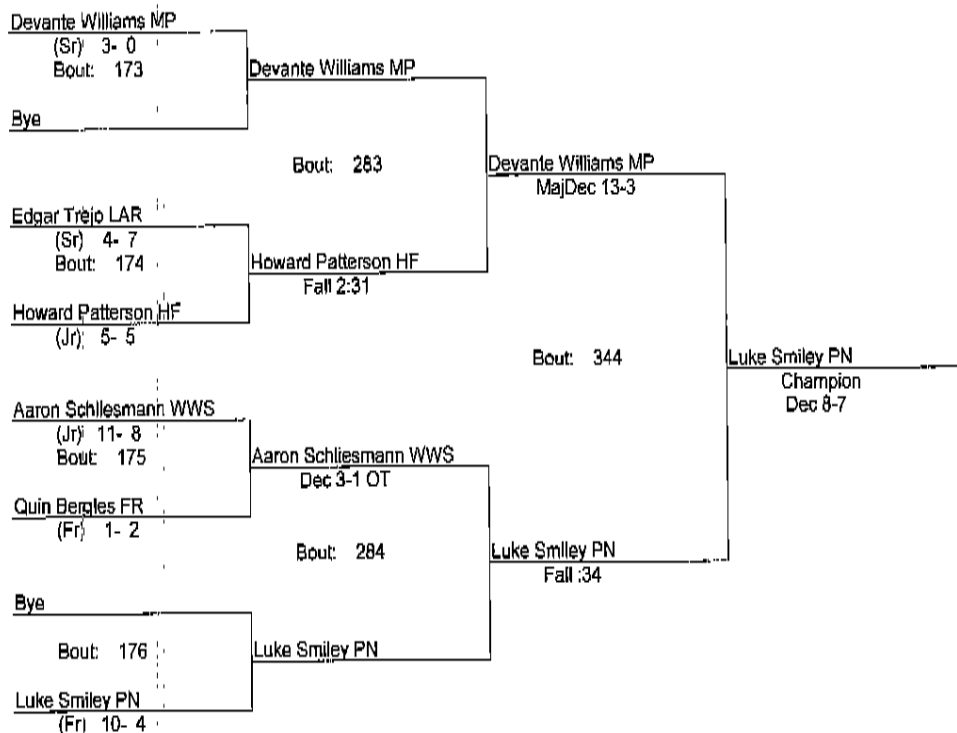 Devante Williams MP
(Sr) 3- 0
Bout: 173
Devante Williams MP
Bye
Bout: 283
Devante Williams MP
MajDec 13-3
Edgar Trejo LAR
(Sr) 4- 7
Bout: 174
Howard Patterson HF
Fall 2:31
Howard Patterson HF
(Jr) 5- 5
Bout: 344
Luke Smiley PN
Champion
Dec 8-7
Aaron Schliesmann WWS
(Jr) 11- 8
Bout: 175
Aaron Schliesmann WWS
Dec 3-1 OT
Quin Bergles FR
(Fr) 1- 2
Bout: 284
Luke Smiley PN
Fall :34
Bye
Bout: 176
Luke Smiley PN
Luke Smiley PN
(Fr) 10- 4